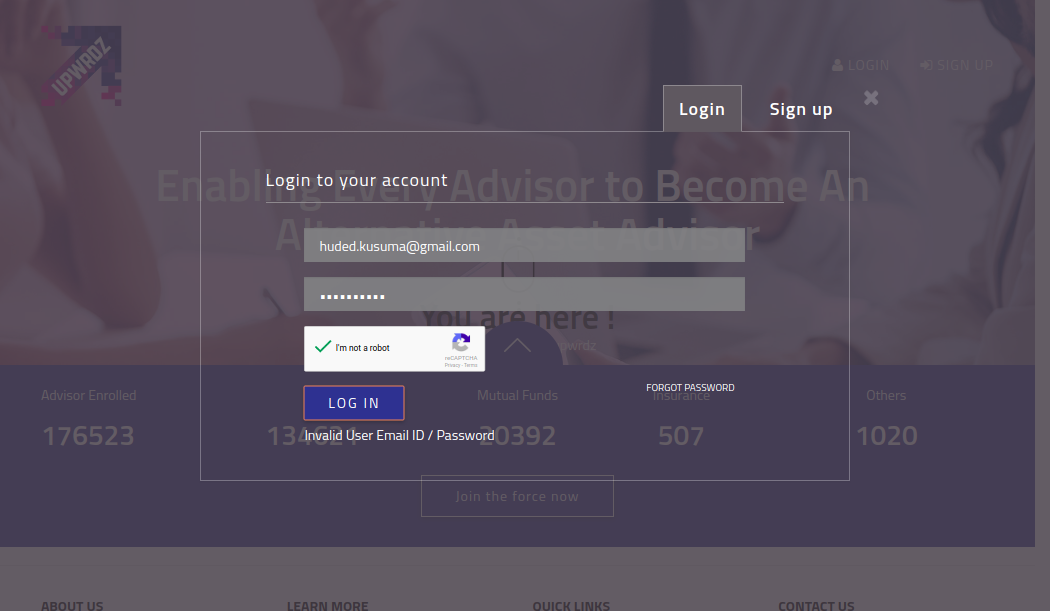 UPWRDZ
LOGIN
SIGN UP
Login
Sign up
Login to your account
Enabling Every Advisor to Become An
Alternative Asset Advisor
huded.kusuma@gmail.com
You are here !
I'm not a robot
reCAPTCHA
Privacy - Terms
LOG IN
FORGOT PASSWORD
Invalid User Email ID / Password
Advisor Enrolled
Mutual Funds
Insurance
Others
176523
134621
20392
507
1020
Join the force now
ABOUT US
LEARN MORE
QUICK LINKS
CONTACT US